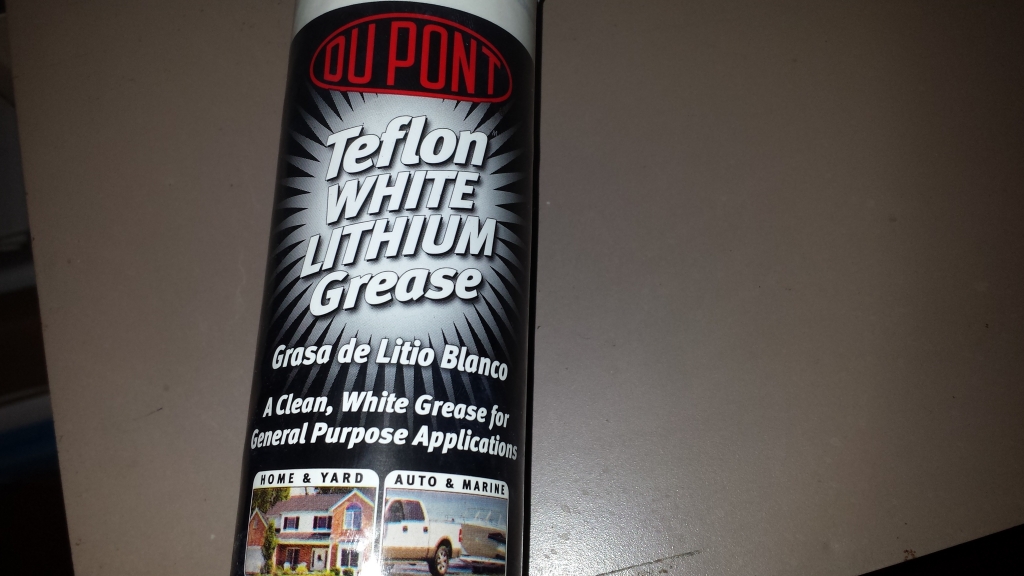 DU PONT
Teflon™
WHITE
LITHIUM
Grease
Grasa de Litio Blanco
A Clean, White Grease for
General Purpose Applications
HOME & YARD
AUTO & MARINE